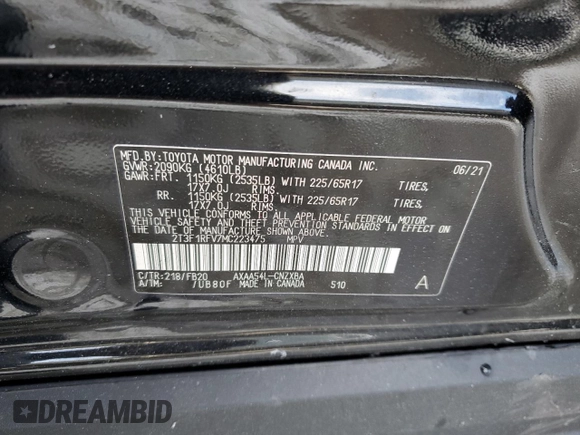 MFD.BY:TOYOTA MOTOR MANUFACTURING CANADA INC. 06/21
GVWR:2090KG (4610LB)
GAWR:FRT. 1150KG (2535LB) WITH 225/65R17 TIRES,
17X7.0J RIMS.
RR. 1150KG (2535LB) WITH 225/65R17 TIRES,
17X7.0J RIMS.
THIS VEHICLE CONFORMS TO ALL APPLICABLE FEDERAL MOTOR
VEHICLE SAFETY AND BUMPER STANDARDS IN EFFECT ON
THE DATE OF MANUFACTURE SHOWN ABOVE.
2T3F1RFV7MC223475 MPV
C/TR:218/FB20 AXAA54L-CNZXBA
A/TM: /UB80F MADE IN CANADA 510 A
DREAMBID